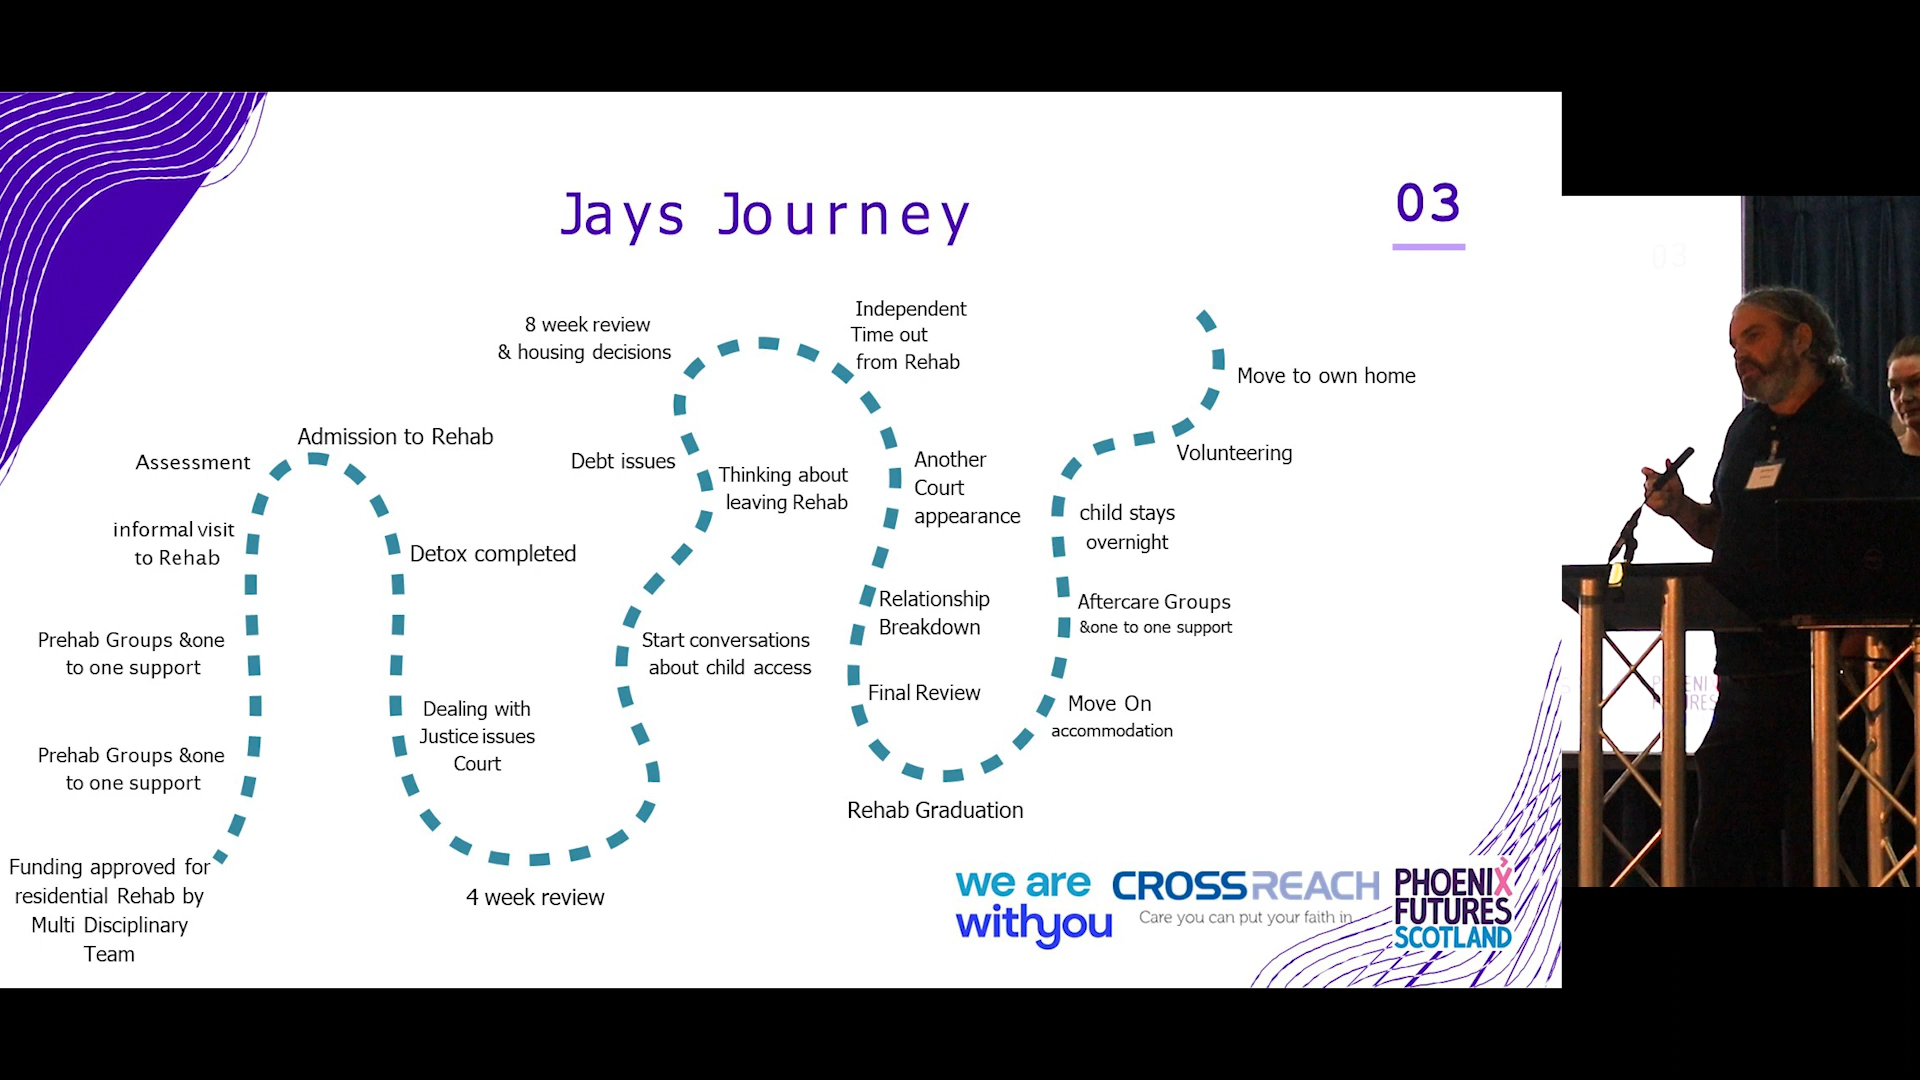 Jays Journey
03
Funding approved for
residential Rehab by
Multi Disciplinary
Team
Prehab Groups &one
to one support
Prehab Groups &one
to one support
informal visit
to Rehab
Assessment
Admission to Rehab
Detox completed
Dealing with
Justice issues
Court
4 week review
Start conversations
about child access
Thinking about
leaving Rehab
Debt issues
8 week review
& housing decisions
Independent
Time out
from Rehab
Another
Court
appearance
Relationship
Breakdown
Final Review
Rehab Graduation
Move On
accommodation
Aftercare Groups
&one to one support
child stays
overnight
Volunteering
Move to own home
we are
withyou
CROSSREACH
Care you can put your faith in
PHOENIX
FUTURES
SCOTLAND